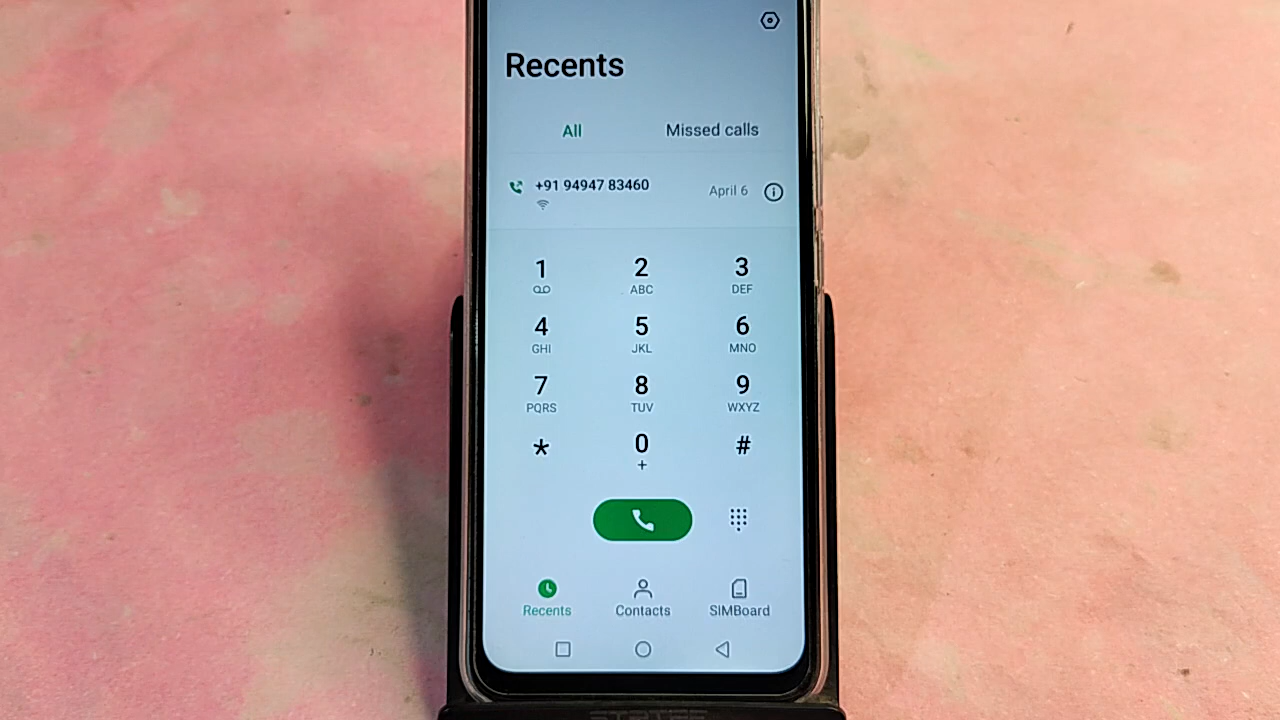 Recents
All Missed calls
+91 94947 83460 April 6
1 2 3
ABC DEF
4 5 6
GHI JKL MNO
7 8 9
PQRS TUV WXYZ
* 0 #
+
Recents Contacts SIMBoard